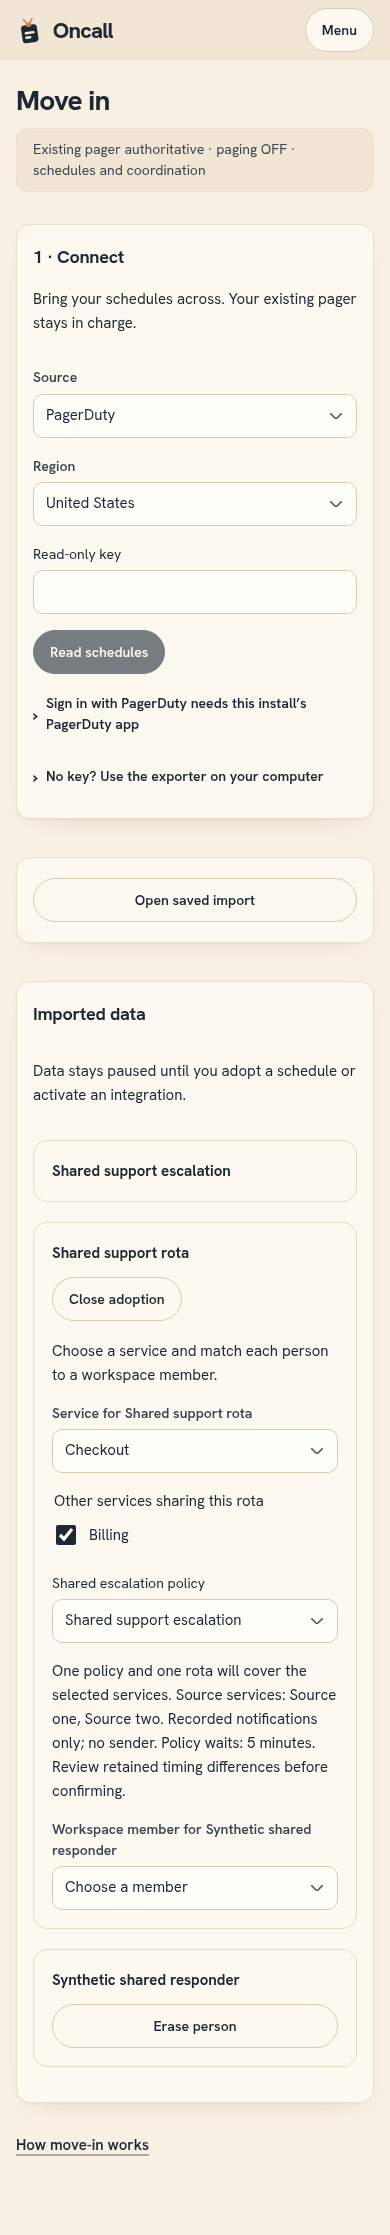 Oncall
Menu
Move in
Existing pager authoritative · paging OFF ·
schedules and coordination
1 · Connect
Bring your schedules across. Your existing pager
stays in charge.
Source
PagerDuty
Region
United States
Read-only key
Read schedules
Sign in with PagerDuty needs this install’s
PagerDuty app
No key? Use the exporter on your computer
Open saved import
Imported data
Data stays paused until you adopt a schedule or
activate an integration.
Shared support escalation
Shared support rota
Close adoption
Choose a service and match each person
to a workspace member.
Service for Shared support rota
Checkout
Other services sharing this rota
Billing
Shared escalation policy
Shared support escalation
One policy and one rota will cover the
selected services. Source services: Source
one, Source two. Recorded notifications
only; no sender. Policy waits: 5 minutes.
Review retained timing differences before
confirming.
Workspace member for Synthetic shared
responder
Choose a member
Synthetic shared responder
Erase person
How move-in works